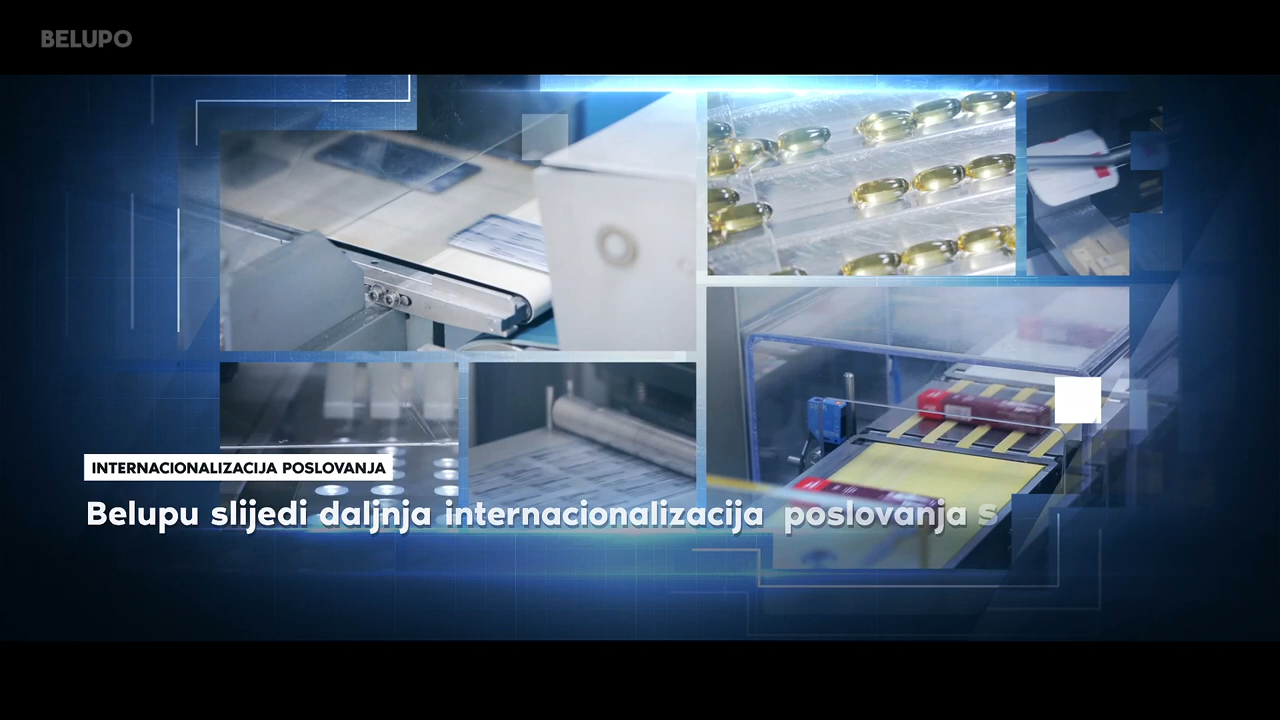 BELUPO
INTERNACIONALIZACIJA POSLOVANJA
Belupu slijedi daljnja internacionalizacija poslovanja s